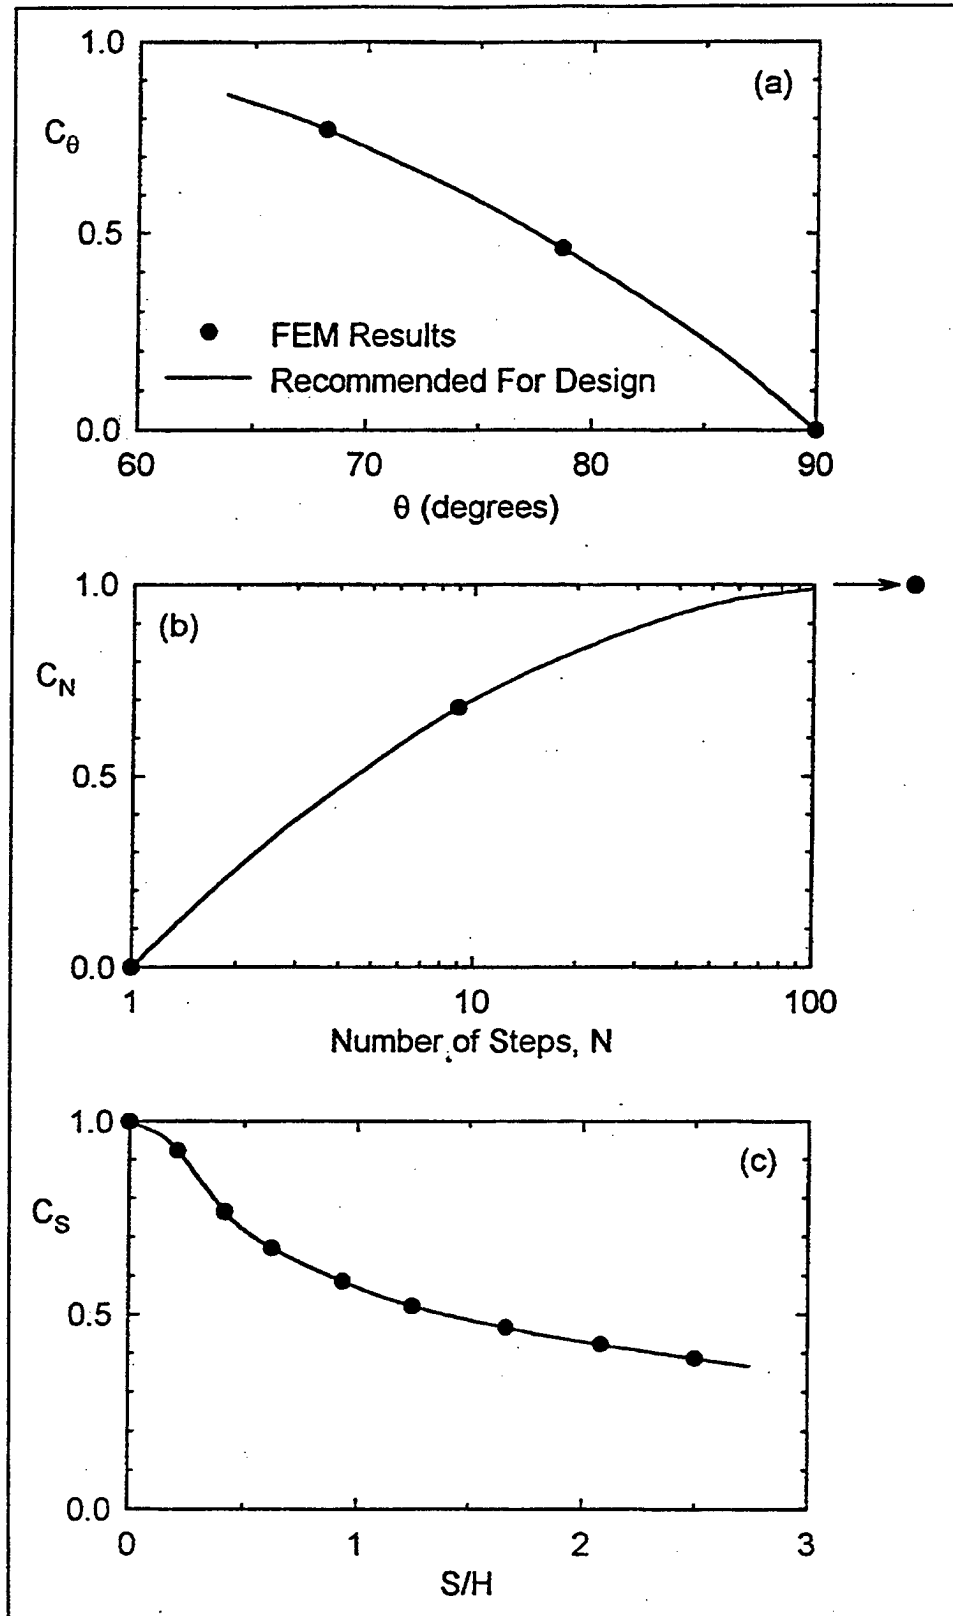 1.0
(a)
Cθ
0.5
FEM Results
Recommended For Design
0.0
60 70 80 90
θ (degrees)
1.0
(b)
CN
0.5
0.0
1 10 100
Number of Steps, N
1.0
(c)
CS
0.5
0.0
0 1 2 3
S/H